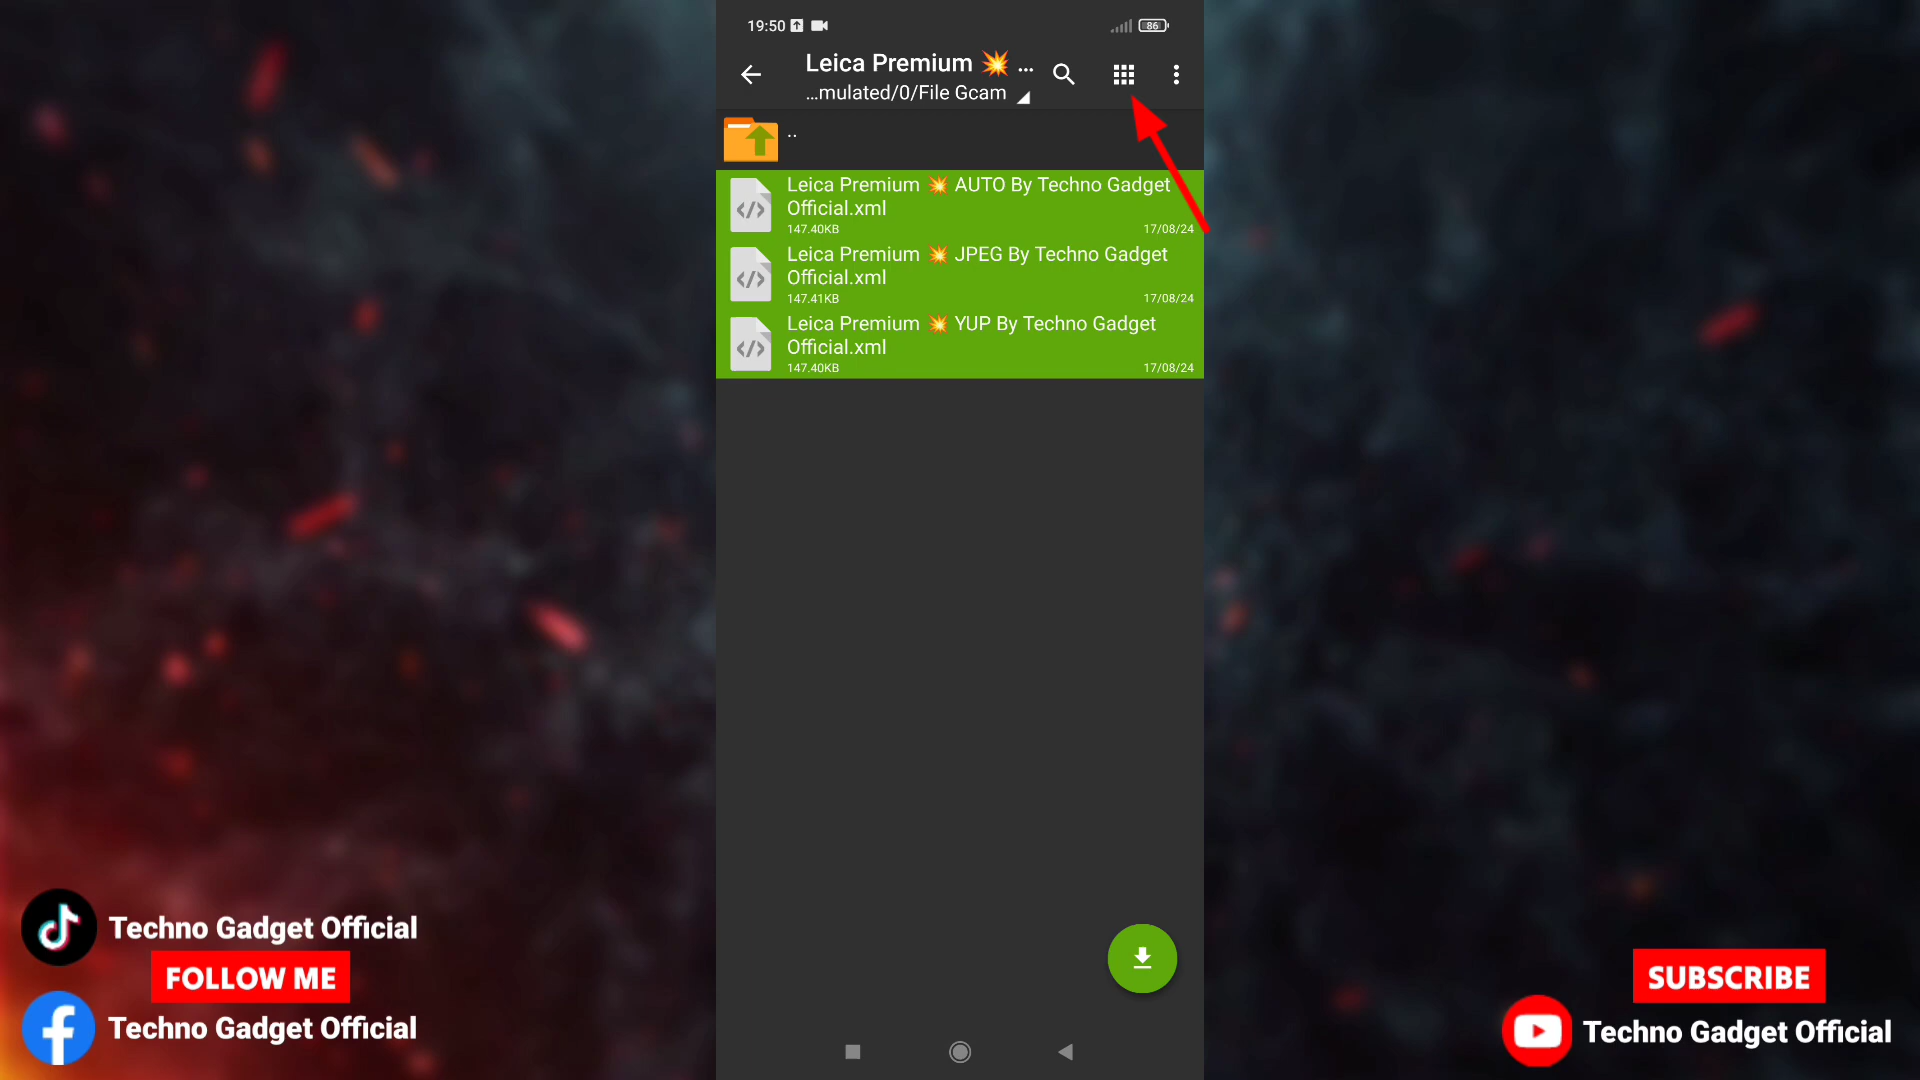 19:50
86
Leica Premium 💥 ...
...mulated/0/File Gcam
..
Leica Premium 💥 AUTO By Techno Gadget
Official.xml
147.40KB 17/08/24
Leica Premium 💥 JPEG By Techno Gadget
Official.xml
147.41KB 17/08/24
Leica Premium 💥 YUP By Techno Gadget
Official.xml
147.40KB 17/08/24
Techno Gadget Official
FOLLOW ME
Techno Gadget Official
SUBSCRIBE
Techno Gadget Official